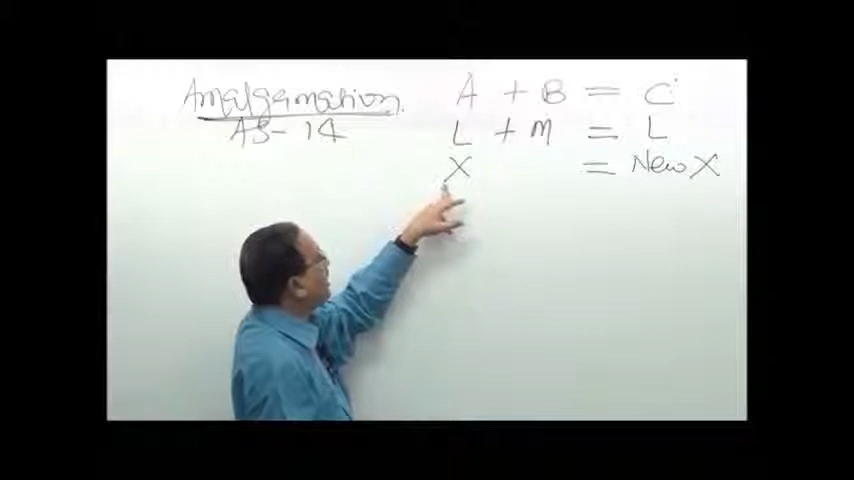 Amalgamation.
AS-14
A + B = C
L + M = L
X = New X